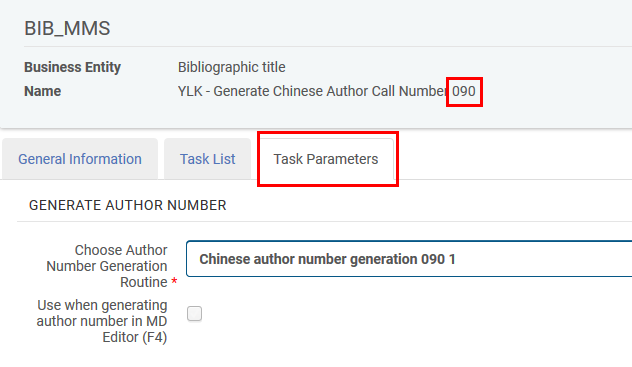 BIB_MMS
Business Entity Bibliographic title
Name YLK - Generate Chinese Author Call Number 090
General Information Task List Task Parameters
GENERATE AUTHOR NUMBER
Choose Author
Number Generation
Routine *
Chinese author number generation 090 1
Use when generating
author number in MD
Editor (F4)